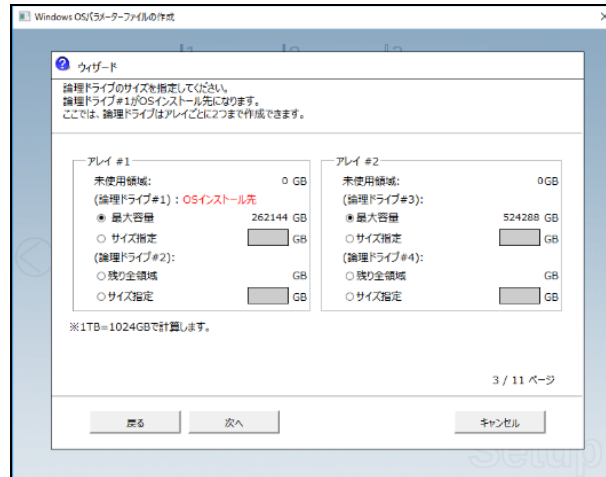 Windows OSパラメーターファイルの作成
ウィザード
論理ドライブのサイズを指定してください。
論理ドライブ#1がOSインストール先になります。
ここでは、論理ドライブはアレイごとに2つまで作成できます。
アレイ #1
未使用領域: 0 GB
(論理ドライブ#1) : OSインストール先
最大容量 262144 GB
サイズ指定 GB
(論理ドライブ#2):
残り全領域 GB
サイズ指定 GB
アレイ #2
未使用領域: 0GB
(論理ドライブ#3):
最大容量 524288 GB
サイズ指定 GB
(論理ドライブ#4):
残り全領域 GB
サイズ指定 GB
※1TB=1024GBで計算します。
3 / 11 ページ
戻る
次へ
キャンセル
Setup